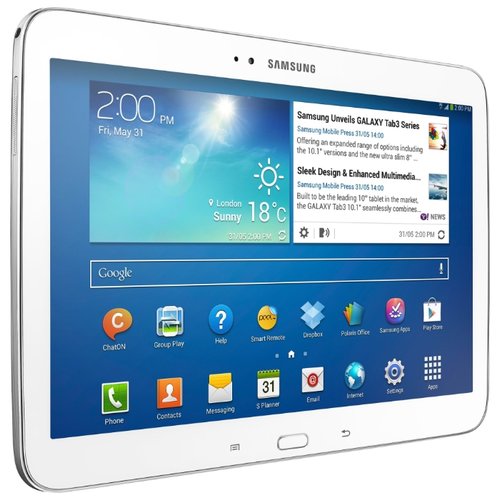 SAMSUNG
2:00 PM
Fri, May 31
London
Sunny 18°C
31/05 2:00 PM
2:00 PM
Samsung Unveils GALAXY Tab3 Series
Samsung Mobile Press 31/05 14:00
Offering an expanded range of options including
the 10.1" versions and the new ultra slim 8" ...
Sleek Design & Enhanced Multimedia...
Samsung Mobile Press 31/05 14:00
Built to be the leading 10" tablet in the market,
the GALAXY Tab3 10.1" seamlessly combines...
Y! NEWS
31/05 2:00 PM
Google
ChatON
Group Play
Help
Smart Remote
Dropbox
Polaris Office
Samsung Apps
Play Store
31
Phone
Contacts
Messaging
S Planner
Email
Internet
Settings
Apps